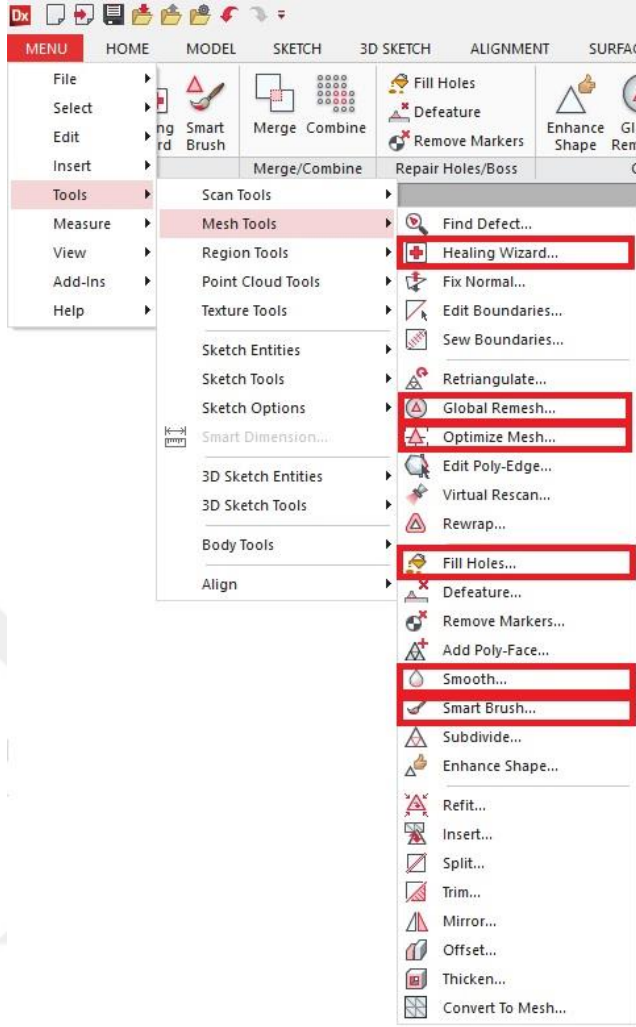 Dx
MENU HOME MODEL SKETCH 3D SKETCH ALIGNMENT SURFAC
File
Select
Edit
Insert
Tools
Measure
View
Add-Ins
Help
ng Smart Merge Combine Fill Holes Enhance Gl
rd Brush Defeature Shape Rem
Remove Markers
Merge/Combine Repair Holes/Boss
Scan Tools
Mesh Tools
Region Tools
Point Cloud Tools
Texture Tools
Sketch Entities
Sketch Tools
Sketch Options
Smart Dimension...
3D Sketch Entities
3D Sketch Tools
Body Tools
Align
Find Defect...
Healing Wizard...
Fix Normal...
Edit Boundaries...
Sew Boundaries...
Retriangulate...
Global Remesh...
Optimize Mesh...
Edit Poly-Edge...
Virtual Rescan...
Rewrap...
Fill Holes...
Defeature...
Remove Markers...
Add Poly-Face...
Smooth...
Smart Brush...
Subdivide...
Enhance Shape...
Refit...
Insert...
Split...
Trim...
Mirror...
Offset...
Thicken...
Convert To Mesh...